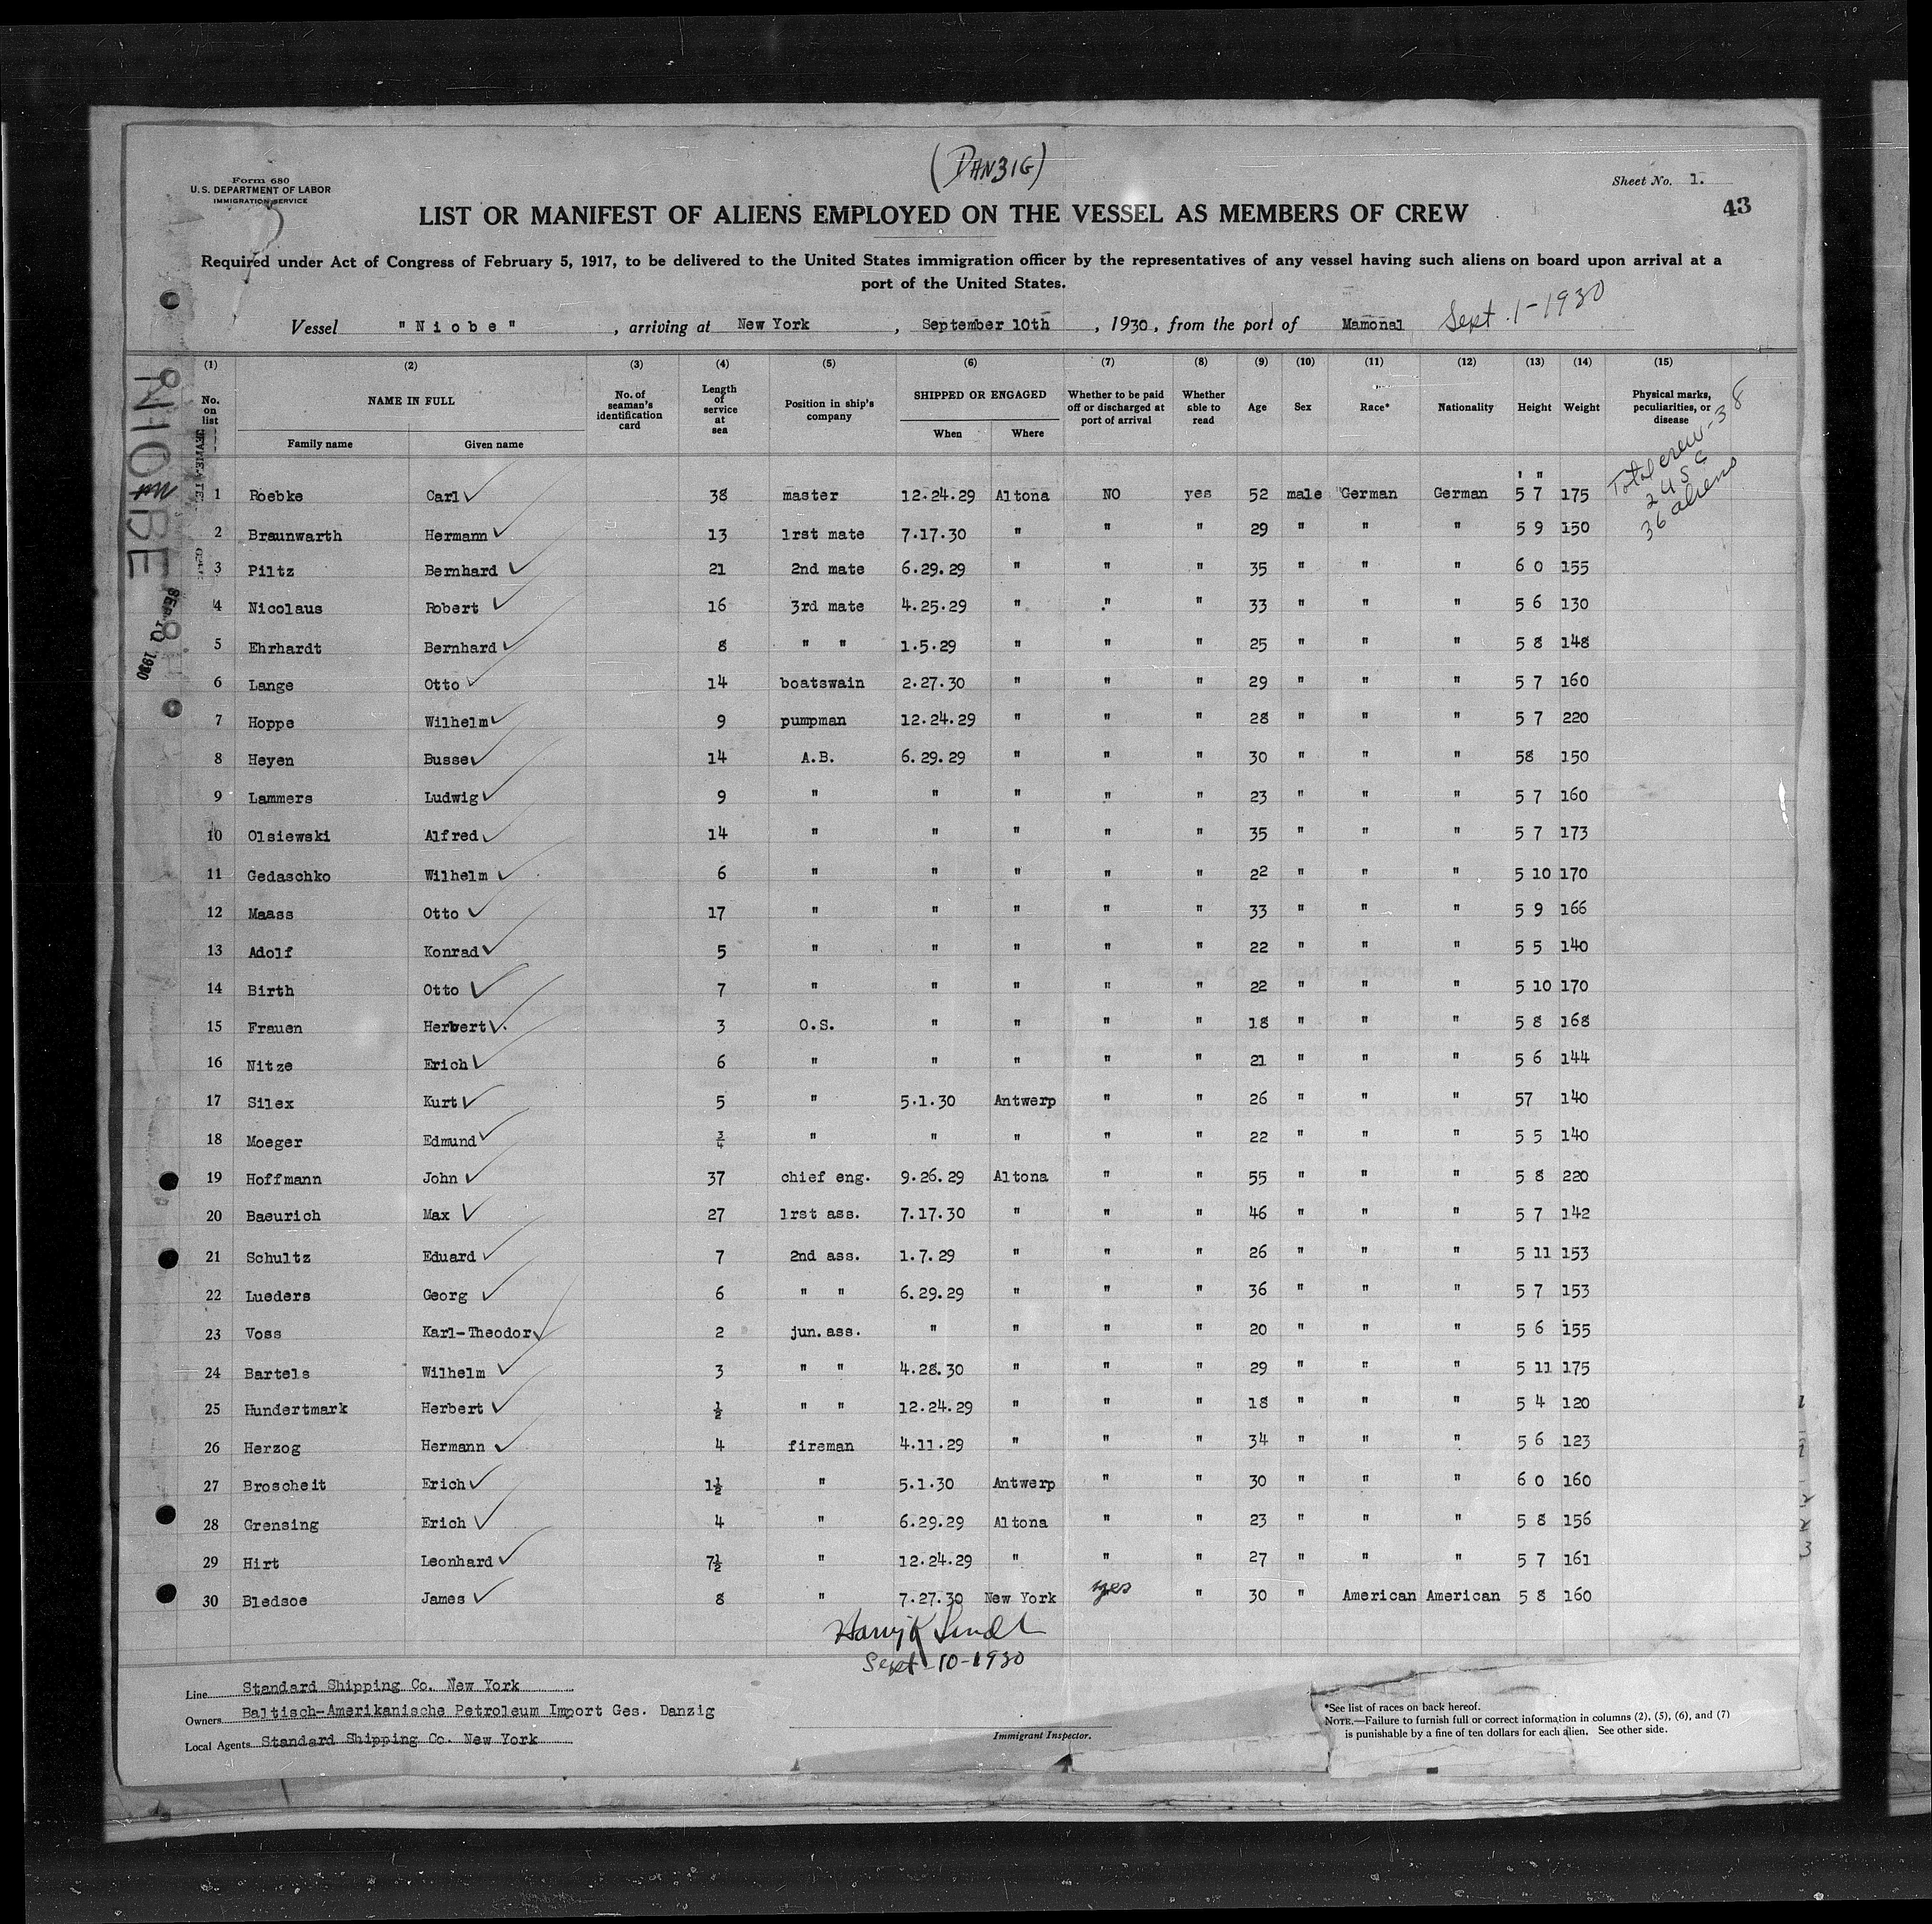 (DANZIG)
Form 680
U.S. DEPARTMENT OF LABOR
IMMIGRATION SERVICE
Sheet No. 1.
43
LIST OR MANIFEST OF ALIENS EMPLOYED ON THE VESSEL AS MEMBERS OF CREW
Required under Act of Congress of February 5, 1917, to be delivered to the United States immigration officer by the representatives of any vessel having such aliens on board upon arrival at a
port of the United States.
Vessel "Niobe", arriving at New York, September 10th, 1930, from the port of Mamonal Sept. 1-1930
(1) (2) (3) (4) (5) (6) (7) (8) (9) (10) (11) (12) (13) (14) (15)
No. on list NAME IN FULL Family name Given name No. of seaman's identification card Length of service at sea Position in ship's company SHIPPED OR ENGAGED When Where Whether to be paid off or discharged at port of arrival Whether able to read Age Sex Race* Nationality Height Weight Physical marks, peculiarities, or disease
Total crew - 38
2 USC
36 aliens
NIOBE
SEP 10 1930
' "
1 Roebke Carl 38 master 12.24.29 Altona NO yes 52 male German German 5 7 175
2 Braunwarth Hermann 13 1rst mate 7.17.30 " " " 29 " " " 5 9 150
3 Piltz Bernhard 21 2nd mate 6.29.29 " " " 35 " " " 6 0 155
4 Nicolaus Robert 16 3rd mate 4.25.29 " " " 33 " " " 5 6 130
5 Ehrhardt Bernhard 8 " " 1.5.29 " " " 25 " " " 5 8 148
6 Lange Otto 14 boatswain 2.27.30 " " " 29 " " " 5 7 160
7 Hoppe Wilhelm 9 pumpman 12.24.29 " " " 28 " " " 5 7 220
8 Heyen Busse 14 A.B. 6.29.29 " " " 30 " " " 58 150
9 Lammers Ludwig 9 " " " " " 23 " " " 5 7 160
10 Olsiewski Alfred 14 " " " " " 35 " " " 5 7 173
11 Gedaschko Wilhelm 6 " " " " " 22 " " " 5 10 170
12 Maass Otto 17 " " " " " 33 " " " 5 9 166
13 Adolf Konrad 5 " " " " " 22 " " " 5 5 140
14 Birth Otto 7 " " " " " 22 " " " 5 10 170
15 Frauen Herbert 3 O.S. " " " " 18 " " " 5 8 168
16 Nitze Erich 6 " " " " " 21 " " " 5 6 144
17 Silex Kurt 5 " 5.1.30 Antwerp " " 26 " " " 57 140
18 Moeger Edmund ¾ " " " " " 22 " " " 5 5 140
19 Hoffmann John 37 chief eng. 9.26.29 Altona " " 55 " " " 5 8 220
20 Baeurich Max 27 1rst ass. 7.17.30 " " " 46 " " " 5 7 142
21 Schultz Eduard 7 2nd ass. 1.7.29 " " " 26 " " " 5 11 153
22 Lueders Georg 6 " " 6.29.29 " " " 36 " " " 5 7 153
23 Voss Karl-Theodor 2 jun.ass. " " " " 20 " " " 5 6 155
24 Bartels Wilhelm 3 " " 4.28.30 " " " 29 " " " 5 11 175
25 Hundertmark Herbert ½ " " 12.24.29 " " " 18 " " " 5 4 120
26 Herzog Hermann 4 fireman 4.11.29 " " " 34 " " " 5 6 123
27 Broscheit Erich 1½ " 5.1.30 Antwerp " " 30 " " " 6 0 160
28 Grensing Erich 4 " 6.29.29 Altona " " 23 " " " 5 8 156
29 Hirt Leonhard 7½ " 12.24.29 " " " 27 " " " 5 7 161
30 Bledsoe James 8 " 7.27.30 New York yes " 30 " American American 5 8 160
Sept-10-1930
Line Standard Shipping Co. New York
Owners Baltisch-Amerikanische Petroleum Import Ges. Danzig
Local Agents Standard Shipping Co. New York
Immigrant Inspector.
*See list of races on back hereof.
NOTE.—Failure to furnish full or correct information in columns (2), (5), (6), and (7)
is punishable by a fine of ten dollars for each alien. See other side.